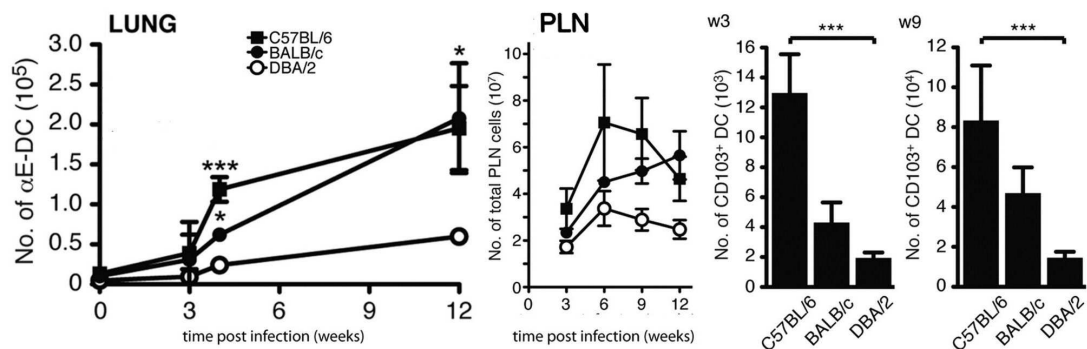 LUNG
C57BL/6
BALB/c
DBA/2
No. of αE-DC (10⁵)
3.0
2.5
2.0
1.5
1.0
0.5
0
***
*
*
0 3 6 9 12
time post infection (weeks)
PLN
No. of total PLN cells (10⁷)
10
8
6
4
2
0
3 6 9 12
time post infection (weeks)
w3
***
No. of CD103⁺ DC (10³)
16
14
12
10
8
6
4
2
0
C57BL/6 BALB/c DBA/2
w9
***
No. of CD103⁺ DC (10⁴)
12
10
8
6
4
2
0
C57BL/6 BALB/c DBA/2